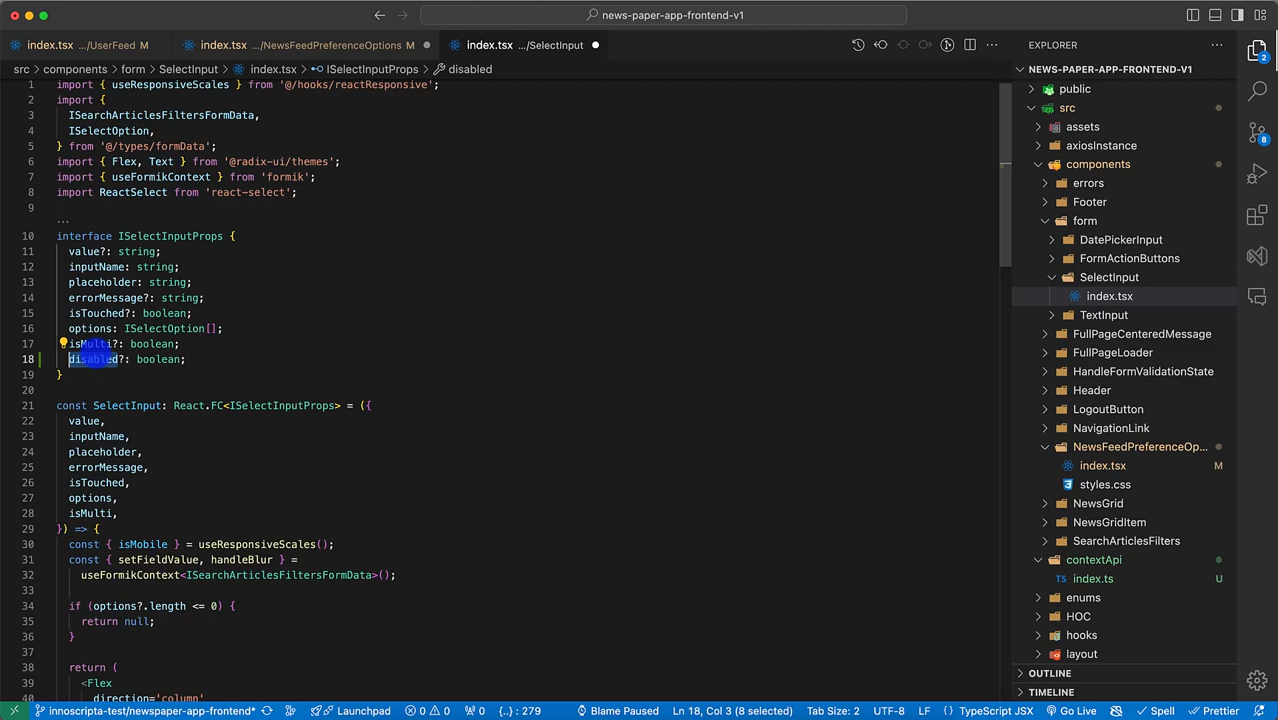 news-paper-app-frontend-v1
index.tsx .../UserFeed M
index.tsx .../NewsFeedPreferenceOptions M
index.tsx .../SelectInput
EXPLORER
src > components > form > SelectInput > index.tsx > ISelectInputProps > disabled
NEWS-PAPER-APP-FRONTEND-V1
1 import { useResponsiveScales } from '@/hooks/reactResponsive';
2 import {
3 ISearchArticlesFiltersFormData,
4 ISelectOption,
5 } from '@/types/formData';
6 import { Flex, Text } from '@radix-ui/themes';
7 import { useFormikContext } from 'formik';
8 import ReactSelect from 'react-select';
9
...
10 interface ISelectInputProps {
11 value?: string;
12 inputName: string;
13 placeholder: string;
14 errorMessage?: string;
15 isTouched?: boolean;
16 options: ISelectOption[];
17 isMulti?: boolean;
18 disabled?: boolean;
19 }
20
21 const SelectInput: React.FC<ISelectInputProps> = ({
22 value,
23 inputName,
24 placeholder,
25 errorMessage,
26 isTouched,
27 options,
28 isMulti,
29 }) => {
30 const { isMobile } = useResponsiveScales();
31 const { setFieldValue, handleBlur } =
32 useFormikContext<ISearchArticlesFiltersFormData>();
33
34 if (options?.length <= 0) {
35 return null;
36 }
37
38 return (
39 <Flex
40 direction='column'
public
src
assets
axiosInstance
components
errors
Footer
form
DatePickerInput
FormActionButtons
SelectInput
index.tsx
TextInput
FullPageCenteredMessage
FullPageLoader
HandleFormValidationState
Header
LogoutButton
NavigationLink
NewsFeedPreferenceOp...
index.tsx M
styles.css
NewsGrid
NewsGridItem
SearchArticlesFilters
contextApi
TS index.ts U
enums
HOC
hooks
layout
OUTLINE
TIMELINE
2
8
innoscripta-test/newspaper-app-frontend* Launchpad 0 0 0 {..} : 279 Blame Paused Ln 18, Col 3 (8 selected) Tab Size: 2 UTF-8 LF {} TypeScript JSX Go Live Spell Prettier